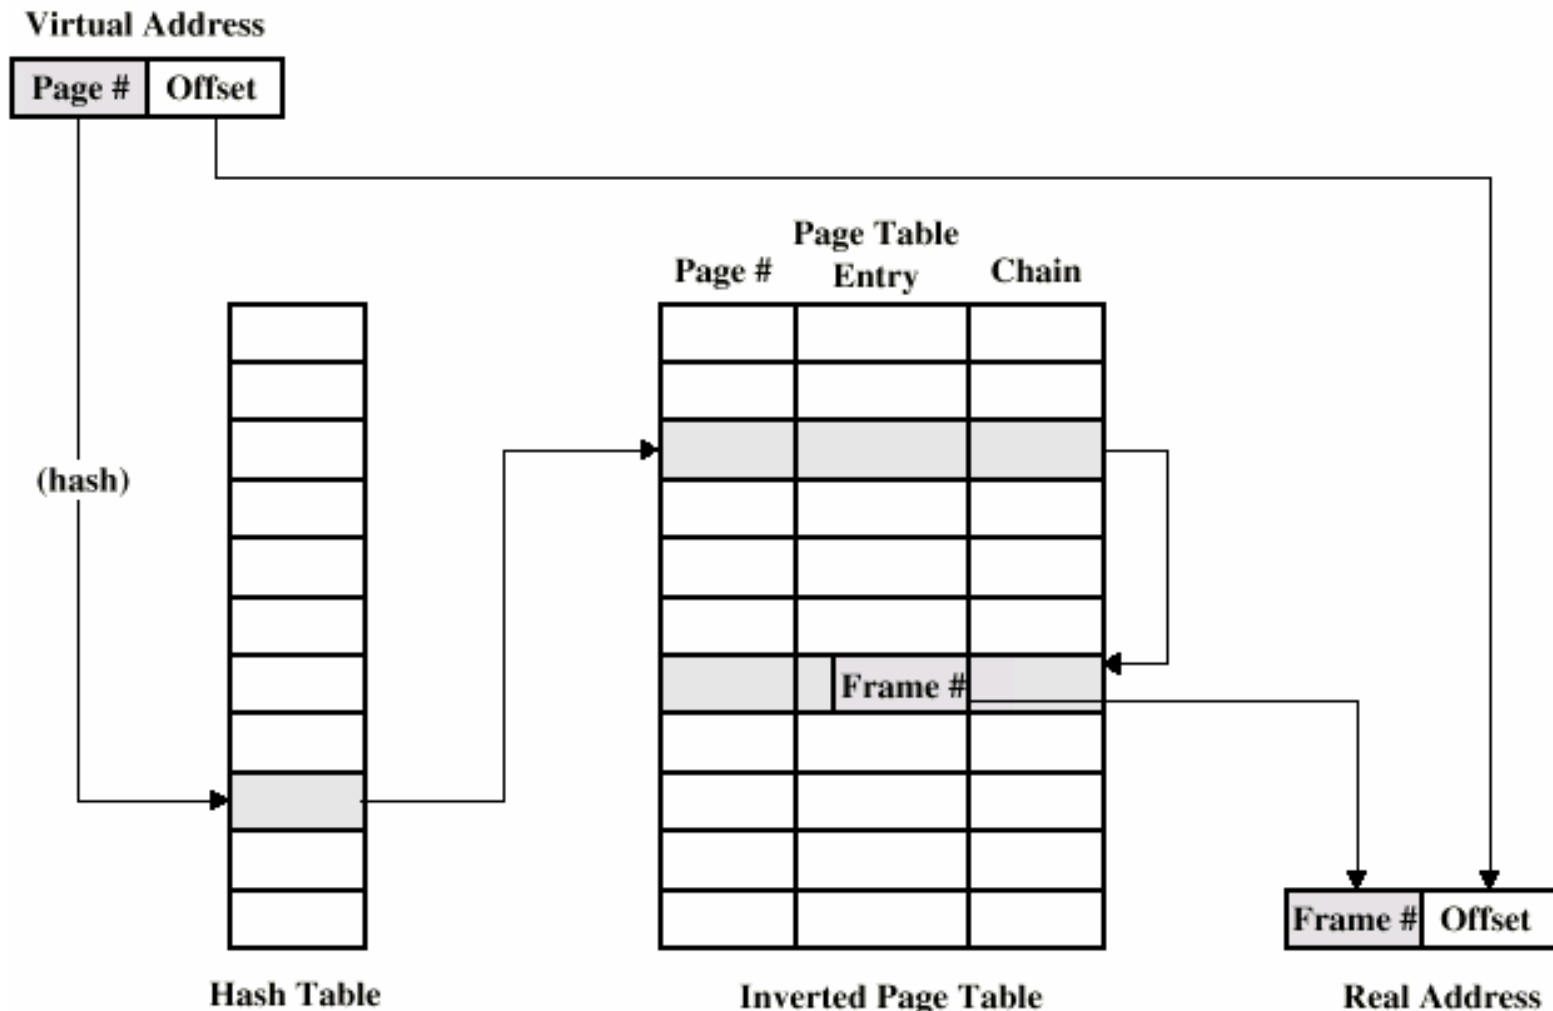 Virtual Address
Page # Offset
Page Table
Page # Entry Chain
(hash)
Frame #
Frame # Offset
Hash Table Inverted Page Table Real Address